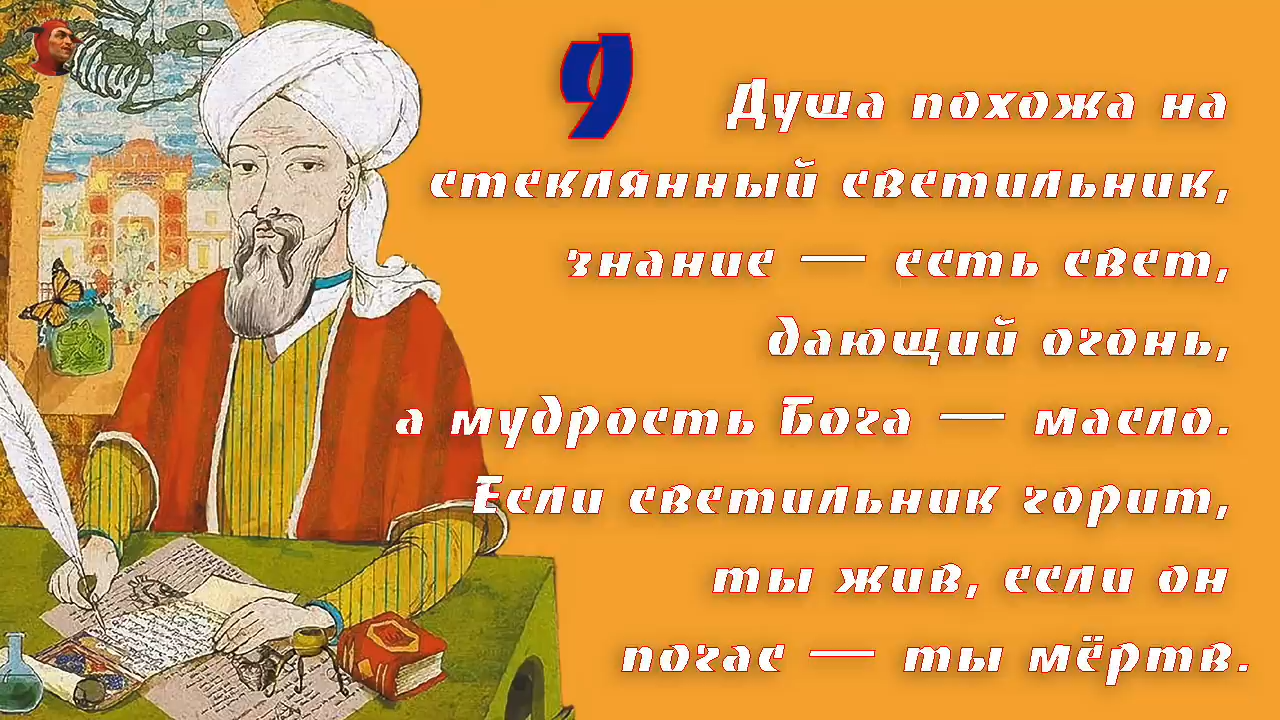 9
Душа похожа на
стеклянный светильник,
знание — есть свет,
дающий огонь,
а мудрость Бога — масло.
Если светильник горит,
ты жив, если он
погас — ты мёртв.